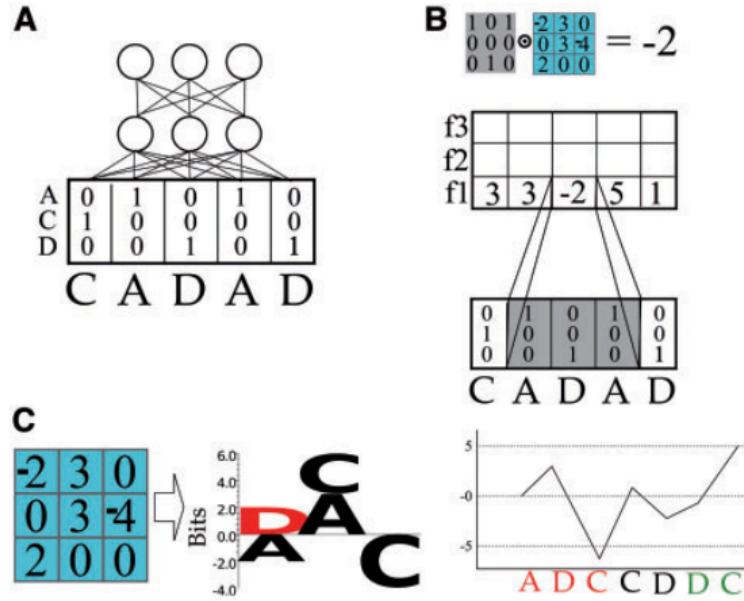 A
A 0 1 0 1 0
C 1 0 0 0 0
D 0 0 1 0 1
C A D A D
B
1 0 1 -2 3 0
0 0 0 ⊙ 0 3 -4 = -2
0 1 0 2 0 0
f3
f2
f1 3 3 -2 5 1
0 1 0 1 0
1 0 0 0 0
0 0 1 0 1
C A D A D
C
-2 3 0
0 3 -4
2 0 0
Bits
6.0
4.0
2.0
0.0
-2.0
-4.0
D C
A A C
5
-0
-5
A D C C D D C